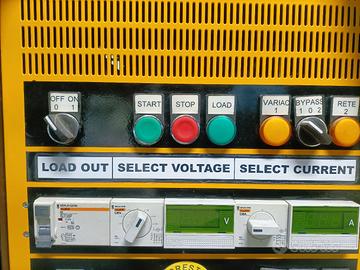 OFF ON
0 1
START
STOP
LOAD
VARIAC
1
BYPASS
1 0 2
RETE
2
LOAD OUT
SELECT VOLTAGE
SELECT CURRENT
V
A